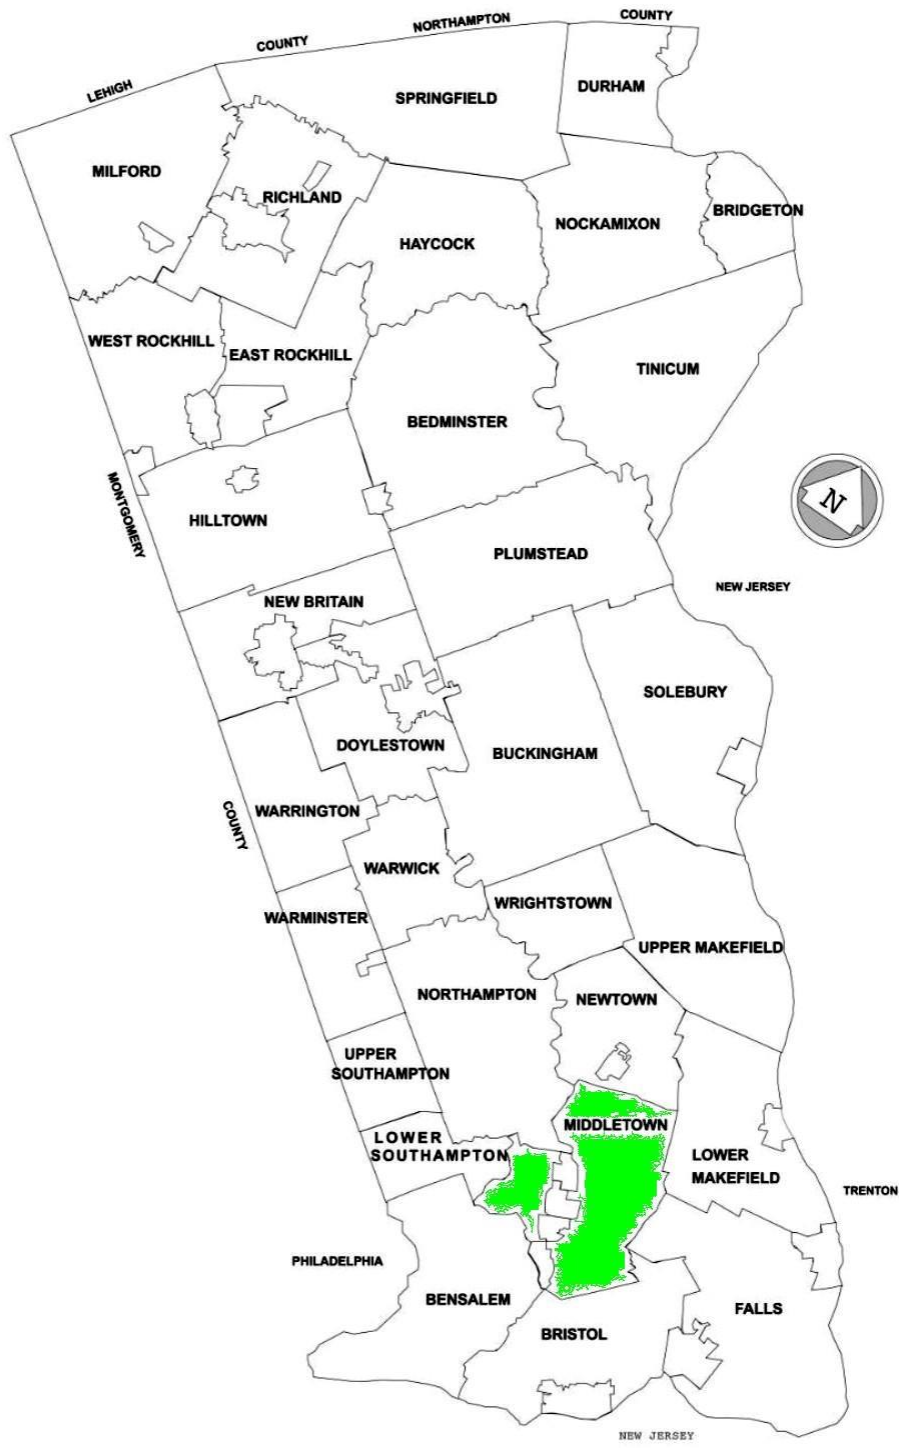 NORTHAMPTON
COUNTY
COUNTY
LEHIGH
SPRINGFIELD
DURHAM
MILFORD
RICHLAND
BRIDGETON
NOCKAMIXON
HAYCOCK
WEST ROCKHILL
EAST ROCKHILL
TINICUM
BEDMINSTER
MONTGOMERY
N
HILLTOWN
PLUMSTEAD
NEW JERSEY
NEW BRITAIN
SOLEBURY
DOYLESTOWN
BUCKINGHAM
COUNTY
WARRINGTON
WARWICK
WRIGHTSTOWN
WARMINSTER
UPPER MAKEFIELD
NORTHAMPTON
NEWTOWN
UPPER
SOUTHAMPTON
MIDDLETOWN
LOWER
SOUTHAMPTON
LOWER
MAKEFIELD
TRENTON
PHILADELPHIA
BENSALEM
FALLS
BRISTOL
NEW JERSEY